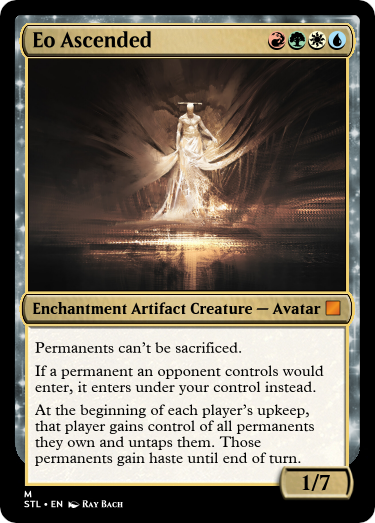 Eo Ascended
Enchantment Artifact Creature — Avatar
Permanents can't be sacrificed.
If a permanent an opponent controls would
enter, it enters under your control instead.
At the beginning of each player's upkeep,
that player gains control of all permanents
they own and untaps them. Those
permanents gain haste until end of turn.
1/7
M
STL • EN Ray Bach